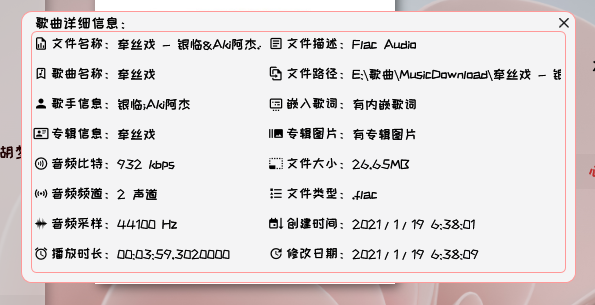 歌曲详细信息：
文件名称： 牵丝戏 - 银临&Aki阿杰. 文件描述： Flac Audio
歌曲名称： 牵丝戏 文件路径： E:\歌曲\MusicDownload\牵丝戏 - 银
歌手信息： 银临;Aki阿杰 嵌入歌词： 有内嵌歌词
专辑信息： 牵丝戏 专辑图片： 有专辑图片
音频比特： 932 kbps 文件大小： 26.65MB
音频频道： 2 声道 文件类型： .flac
音频采样： 44100 Hz 创建时间： 2021 / 1 / 19 6:38:01
播放时长： 00:03:59.3020000 修改日期： 2021 / 1 / 19 6:38:09
胡